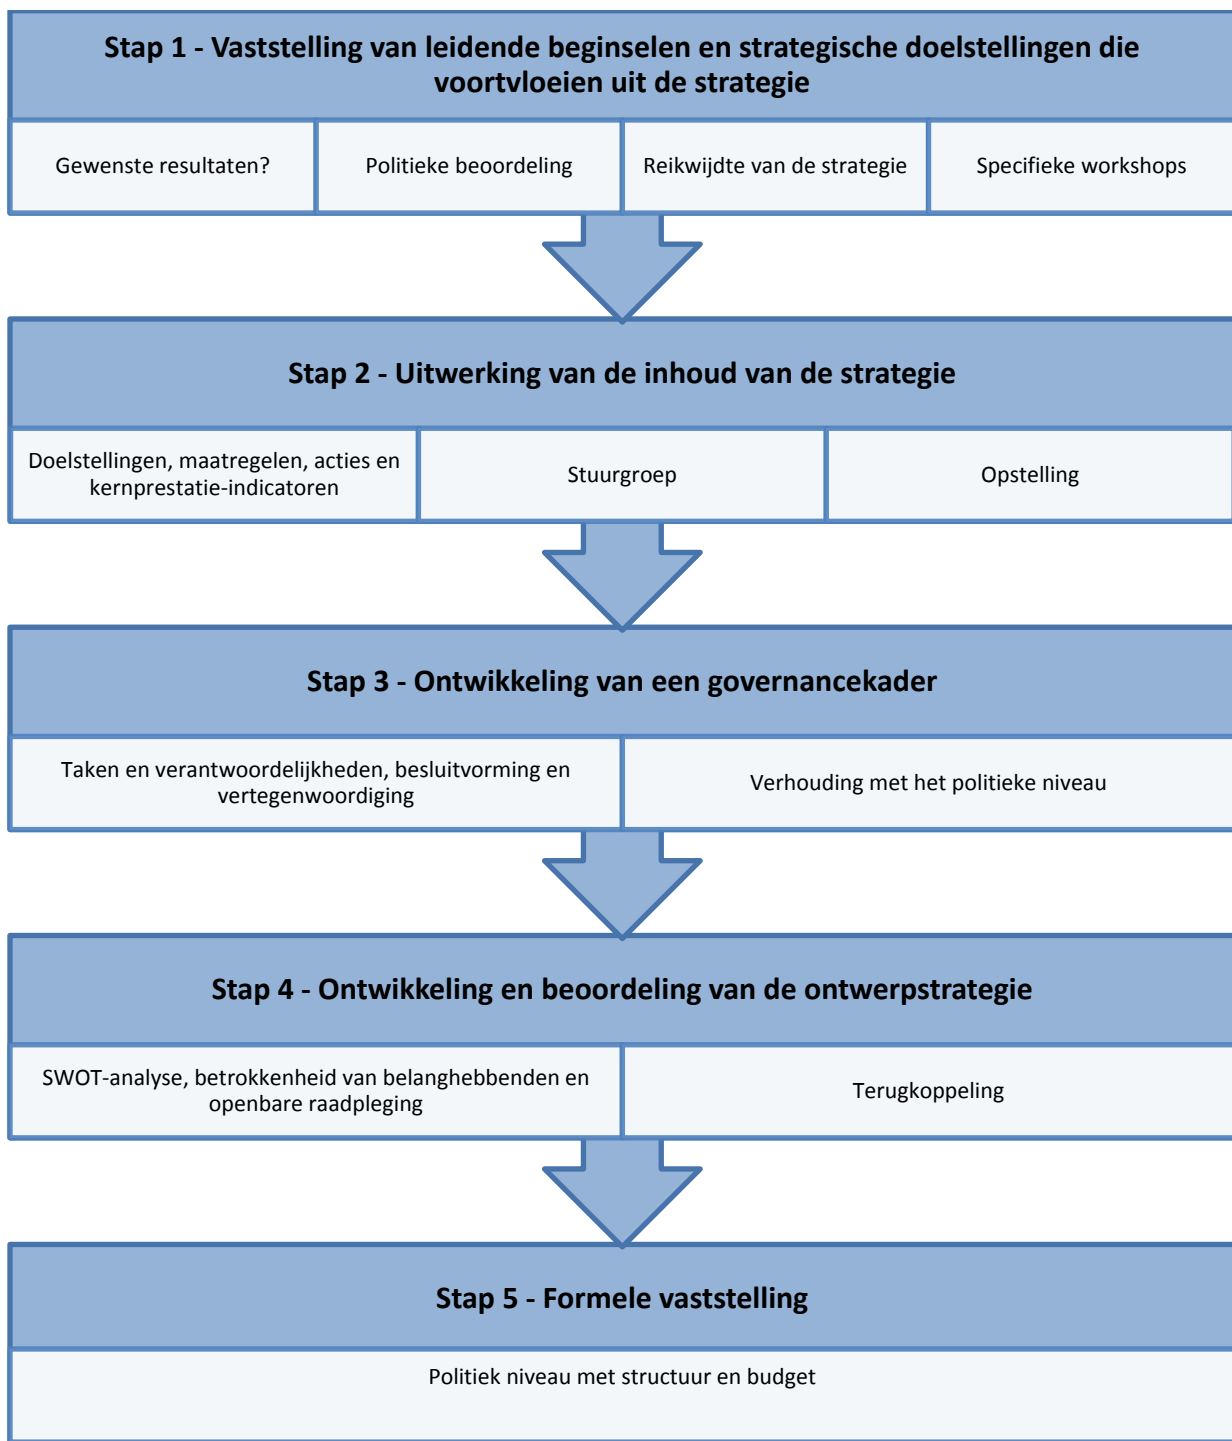 Stap 1 - Vaststelling van leidende beginselen en strategische doelstellingen die
voortvloeien uit de strategie
Gewenste resultaten?
Politieke beoordeling
Reikwijdte van de strategie
Specifieke workshops
Stap 2 - Uitwerking van de inhoud van de strategie
Doelstellingen, maatregelen, acties en
kernprestatie-indicatoren
Stuurgroep
Opstelling
Stap 3 - Ontwikkeling van een governancekader
Taken en verantwoordelijkheden, besluitvorming en
vertegenwoordiging
Verhouding met het politieke niveau
Stap 4 - Ontwikkeling en beoordeling van de ontwerpstrategie
SWOT-analyse, betrokkenheid van belanghebbenden en
openbare raadpleging
Terugkoppeling
Stap 5 - Formele vaststelling
Politiek niveau met structuur en budget